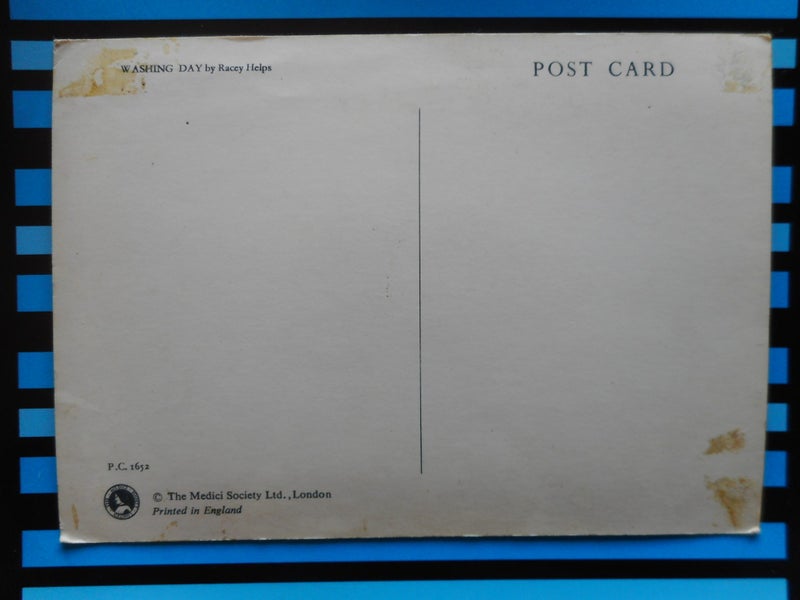 WASHING DAY by Racey Helps
POST CARD
P.C. 1652
© The Medici Society Ltd., London
Printed in England